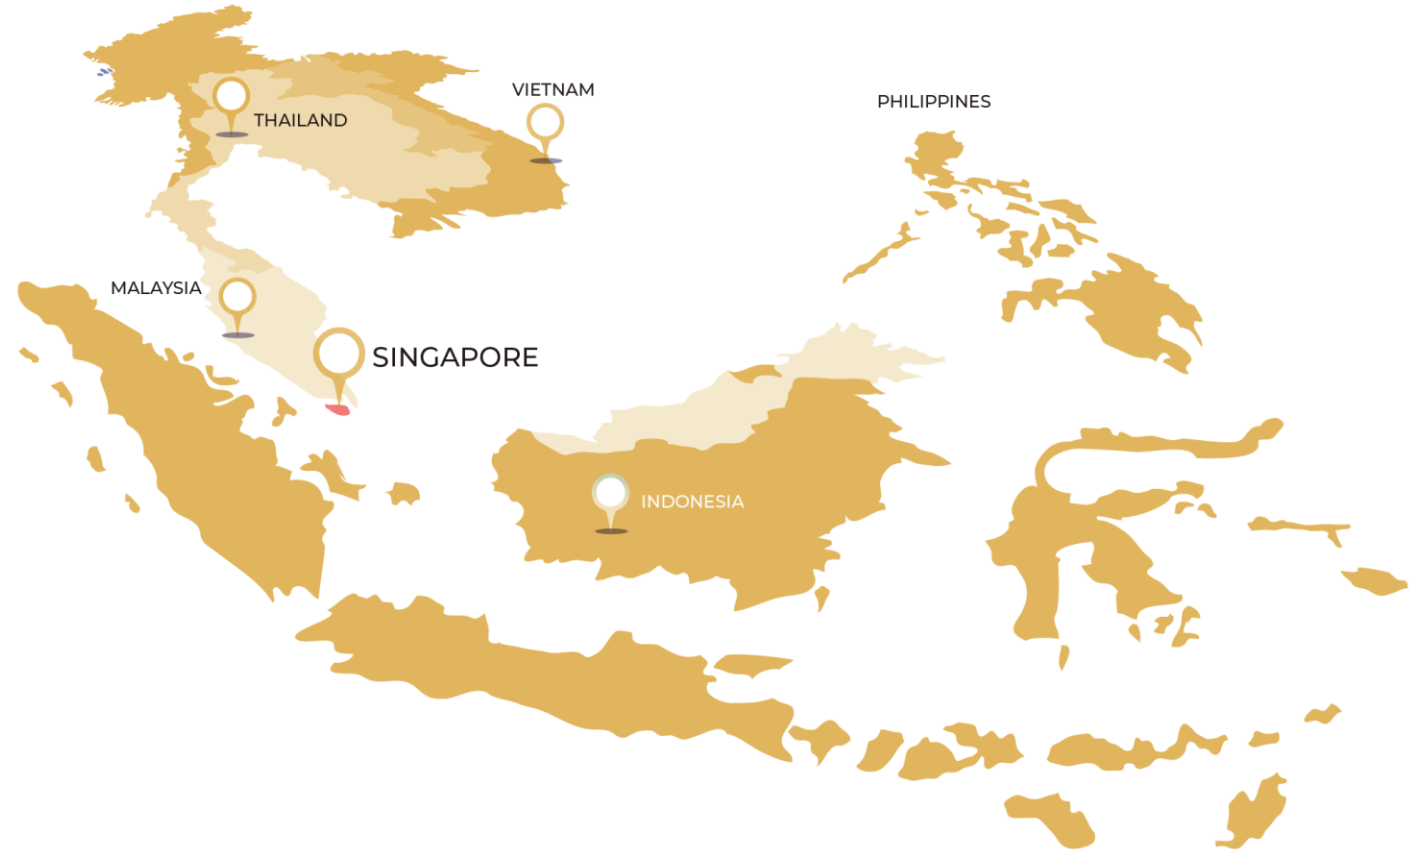 VIETNAM
PHILIPPINES
THAILAND
MALAYSIA
SINGAPORE
INDONESIA